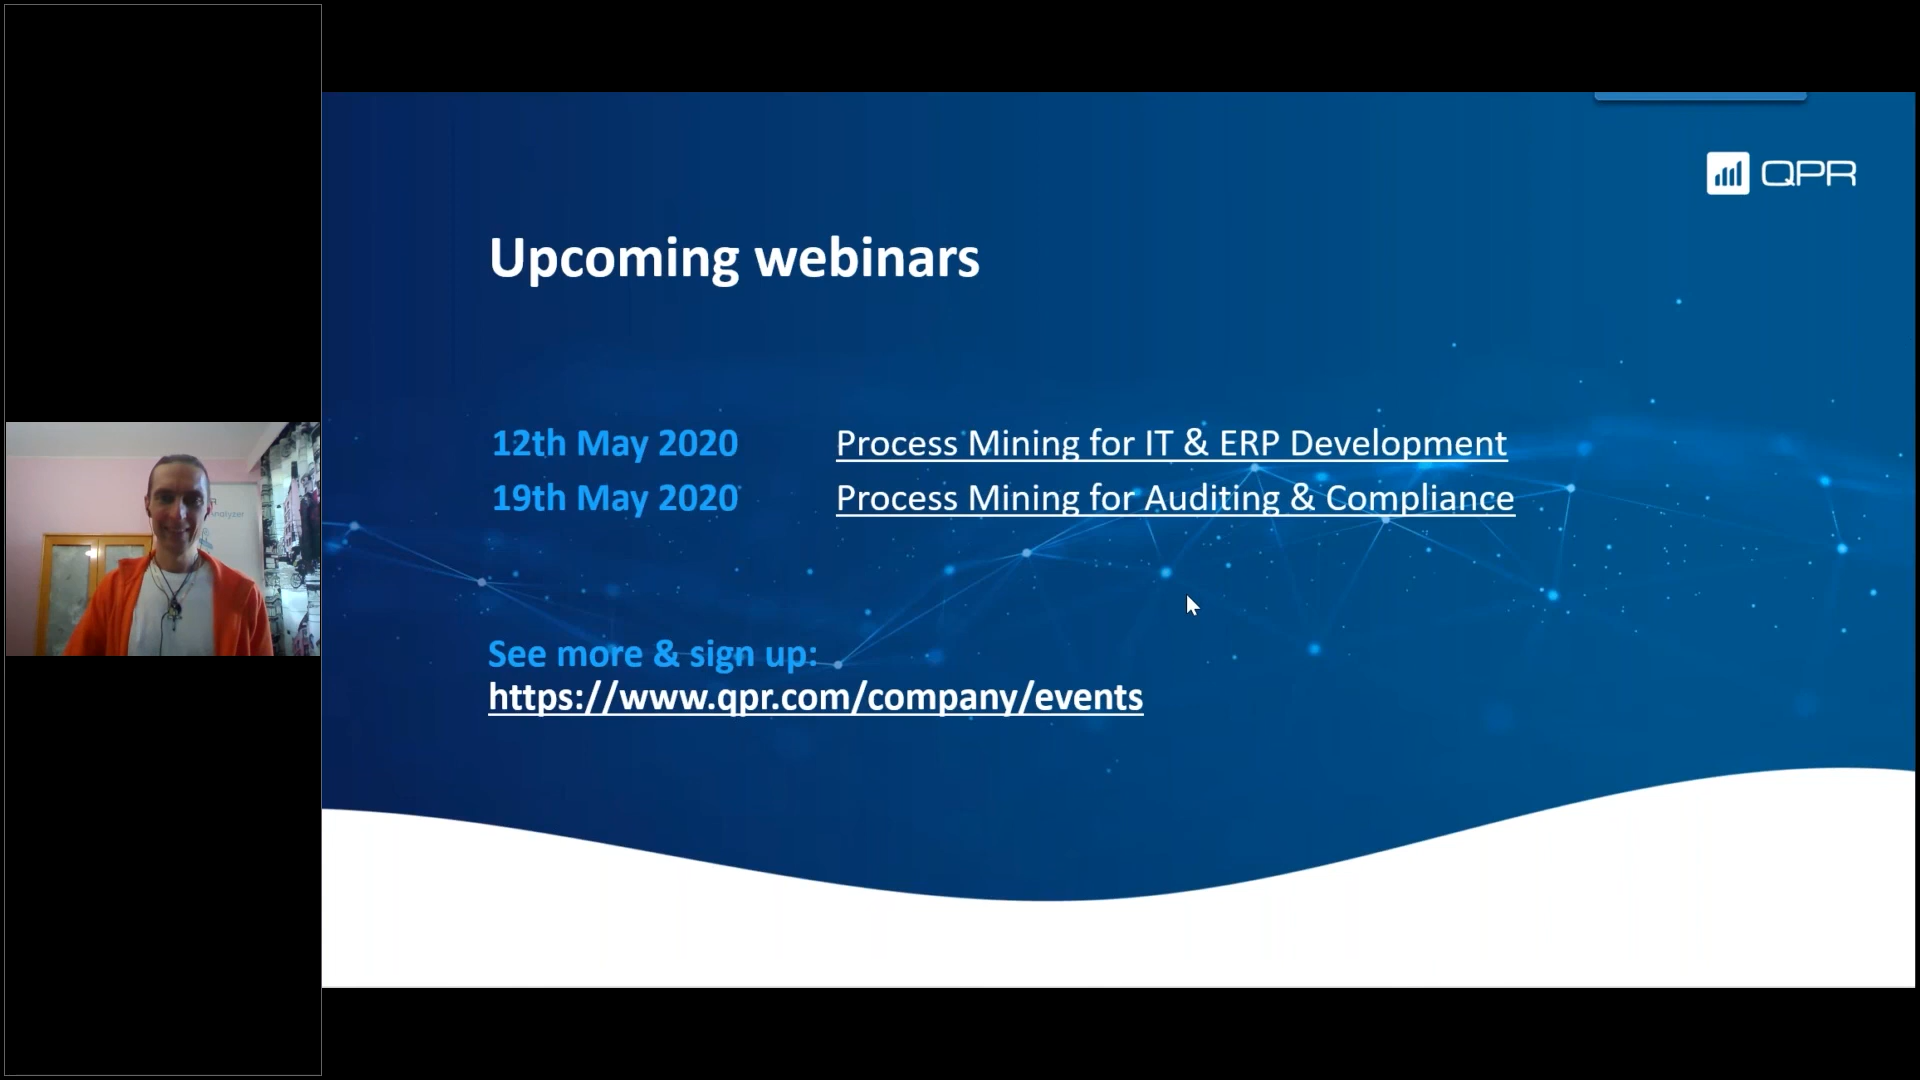 QPR
Upcoming webinars
12th May 2020 Process Mining for IT & ERP Development
19th May 2020 Process Mining for Auditing & Compliance
See more & sign up:
https://www.qpr.com/company/events